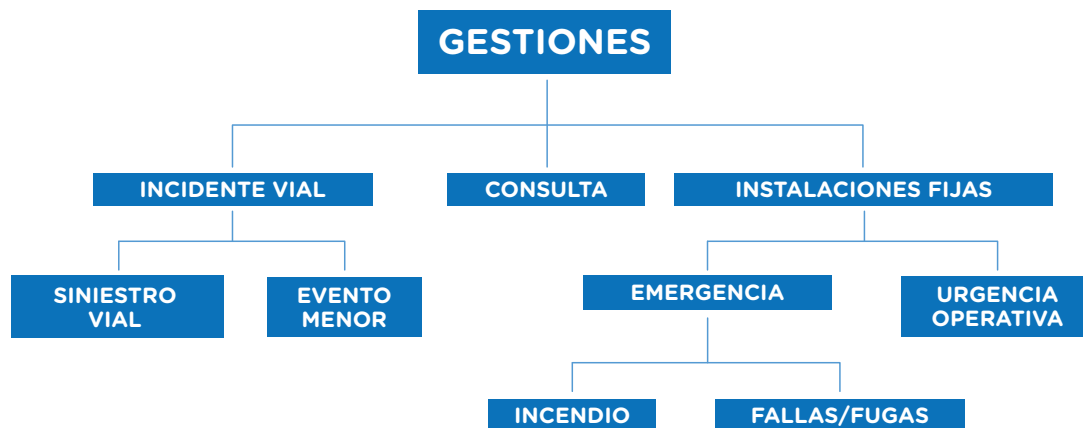 GESTIONES
INCIDENTE VIAL
CONSULTA
INSTALACIONES FIJAS
SINIESTRO
VIAL
EVENTO
MENOR
EMERGENCIA
URGENCIA
OPERATIVA
INCENDIO
FALLAS/FUGAS